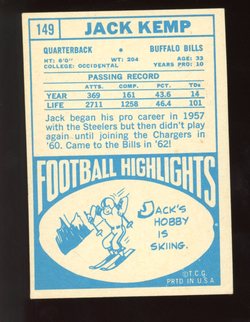 149 JACK KEMP
QUARTERBACK • BUFFALO BILLS
HT: 6'0" WT: 204 AGE: 33
COLLEGE: OCCIDENTAL YEARS PRO: 10
PASSING RECORD
ATTS. COMP. PCT. TDs
YEAR 369 161 43.6 14
LIFE 2711 1258 46.4 101
Jack began his pro career in 1957
with the Steelers but then didn't play
again until joining the Chargers in
'60. Came to the Bills in '62!
FOOTBALL HIGHLIGHTS
JACK'S
HOBBY
IS
SKIING.
©T.C.G.
PRTD IN U.S.A.